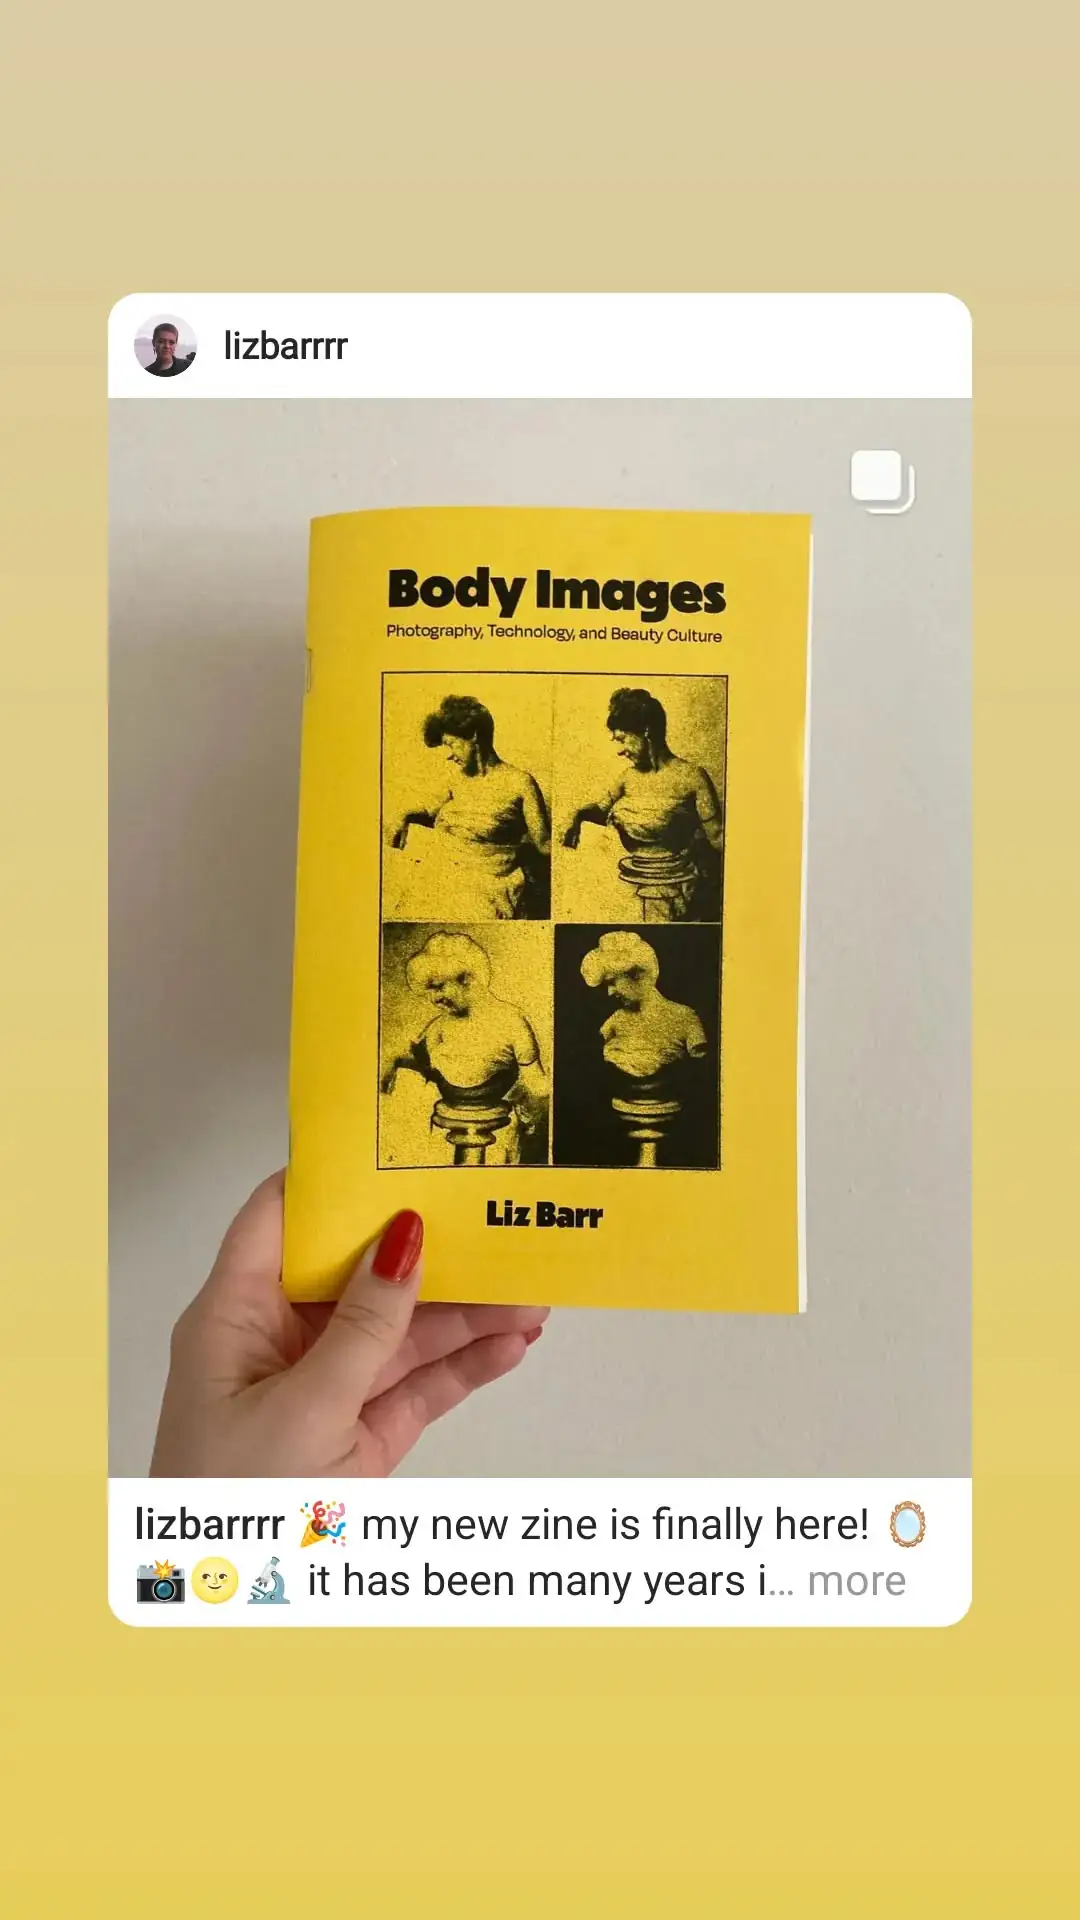 lizbarrrr
Body Images
Photography, Technology, and Beauty Culture
Liz Barr
lizbarrrr 🎉 my new zine is finally here! 🪞
📸🌝🔬 it has been many years i... more